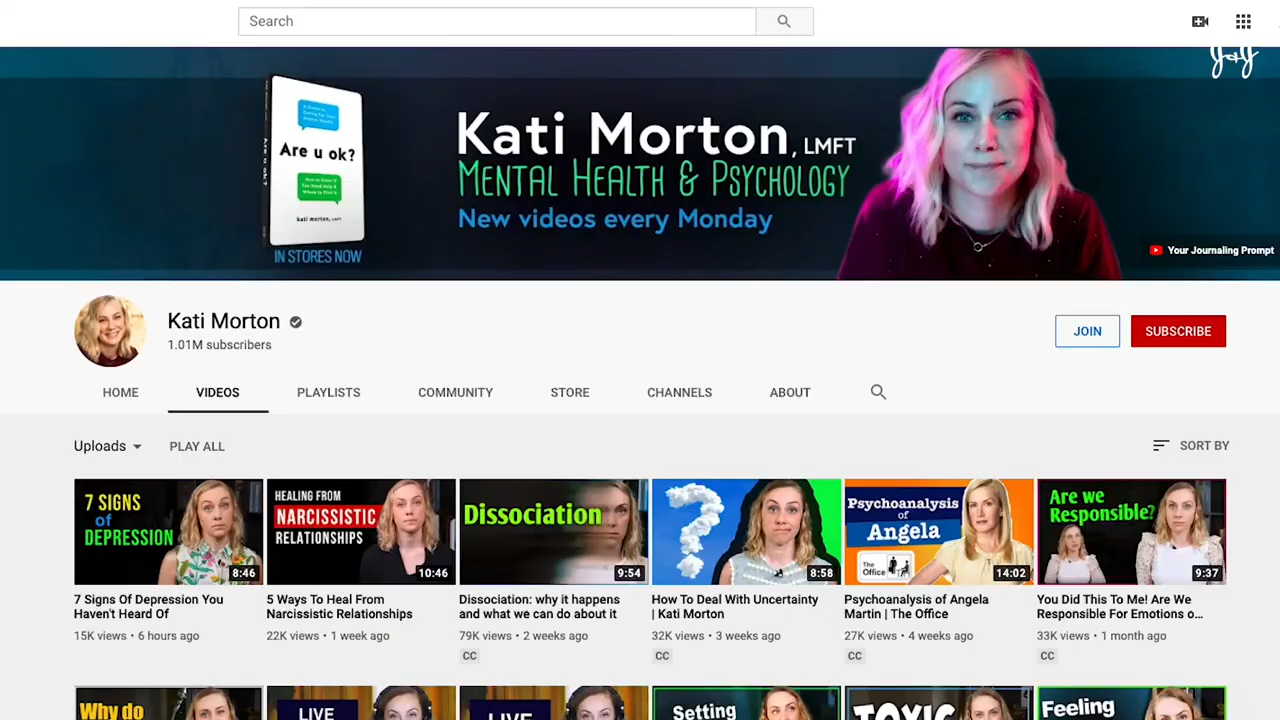 Search
J&J
Are u ok?
kati morton, LMFT
IN STORES NOW
Kati Morton, LMFT
MENTAL HEALTH & PSYCHOLOGY
New videos every Monday
Your Journaling Prompt
Kati Morton
1.01M subscribers
JOIN
SUBSCRIBE
HOME
VIDEOS
PLAYLISTS
COMMUNITY
STORE
CHANNELS
ABOUT
Uploads
PLAY ALL
SORT BY
7 SIGNS
of
DEPRESSION
8:46
HEALING FROM
NARCISSISTIC
RELATIONSHIPS
10:46
Dissociation
9:54
?
8:58
Psychoanalysis
of
Angela
The
Office
14:02
Are we
Responsible?
9:37
7 Signs Of Depression You
Haven't Heard Of
15K views • 6 hours ago
5 Ways To Heal From
Narcissistic Relationships
22K views • 1 week ago
Dissociation: why it happens
and what we can do about it
79K views • 2 weeks ago
CC
How To Deal With Uncertainty
| Kati Morton
32K views • 3 weeks ago
CC
Psychoanalysis of Angela
Martin | The Office
27K views • 4 weeks ago
CC
You Did This To Me! Are We
Responsible For Emotions o...
33K views • 1 month ago
CC
Why do
LIVE
LIVE
Setting
TOXIC
Feeling